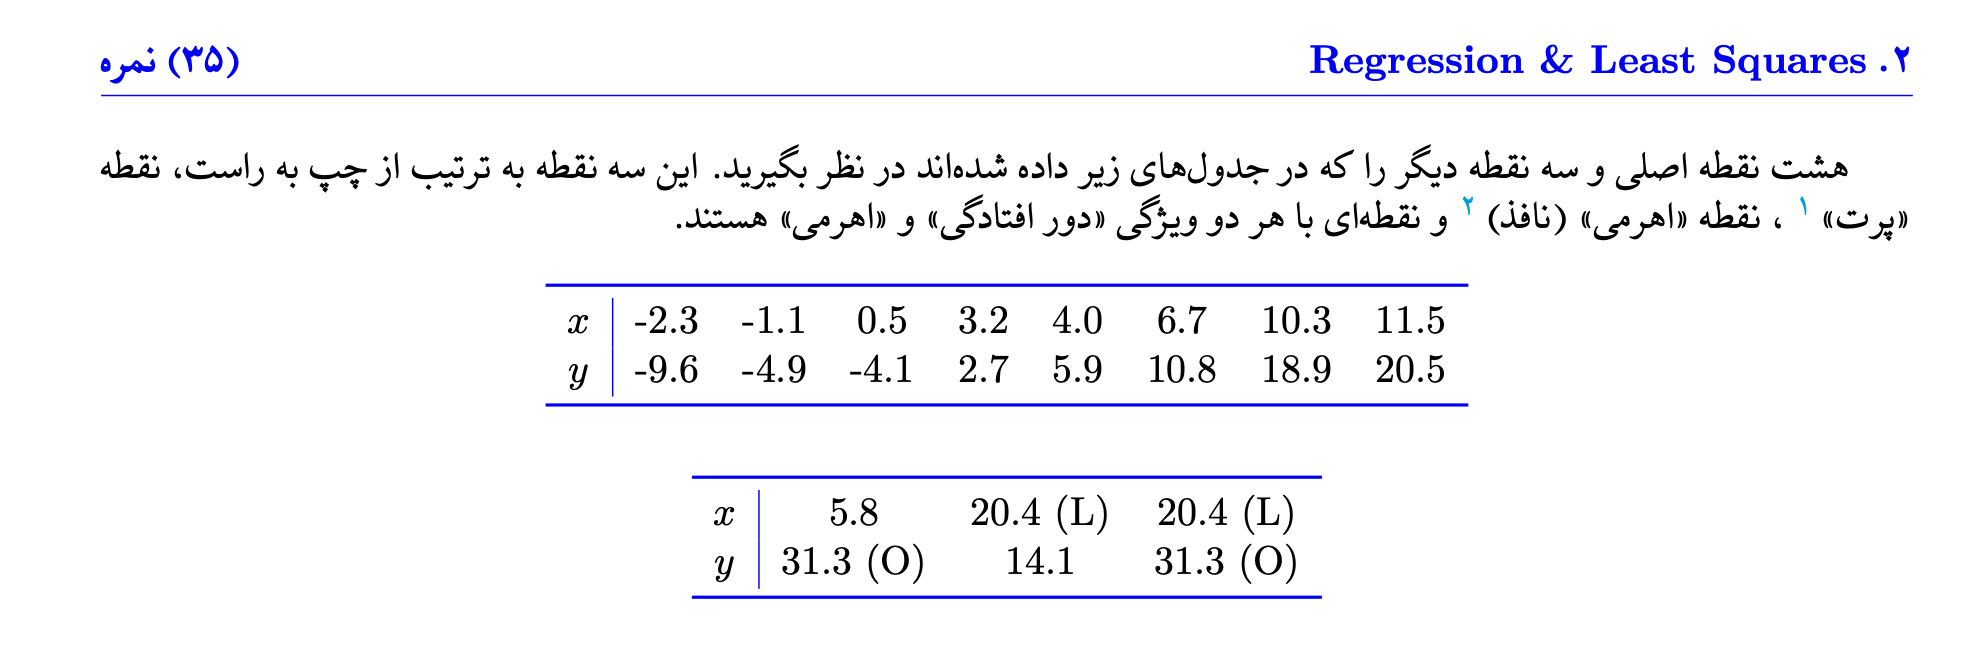 ۲. Regression & Least Squares (۳۵) نمره
هشت نقطه اصلی و سه نقطه دیگر را که در جدول‌های زیر داده شده‌اند در نظر بگیرید. این سه نقطه به ترتیب از چپ به راست، نقطه
«پرت» ۱ ، نقطه «اهرمی» (نافذ) ۲ و نقطه‌ای با هر دو ویژگی «دور افتادگی» و «اهرمی» هستند.
x -2.3 -1.1 0.5 3.2 4.0 6.7 10.3 11.5
y -9.6 -4.9 -4.1 2.7 5.9 10.8 18.9 20.5
x 5.8 20.4 (L) 20.4 (L)
y 31.3 (O) 14.1 31.3 (O)